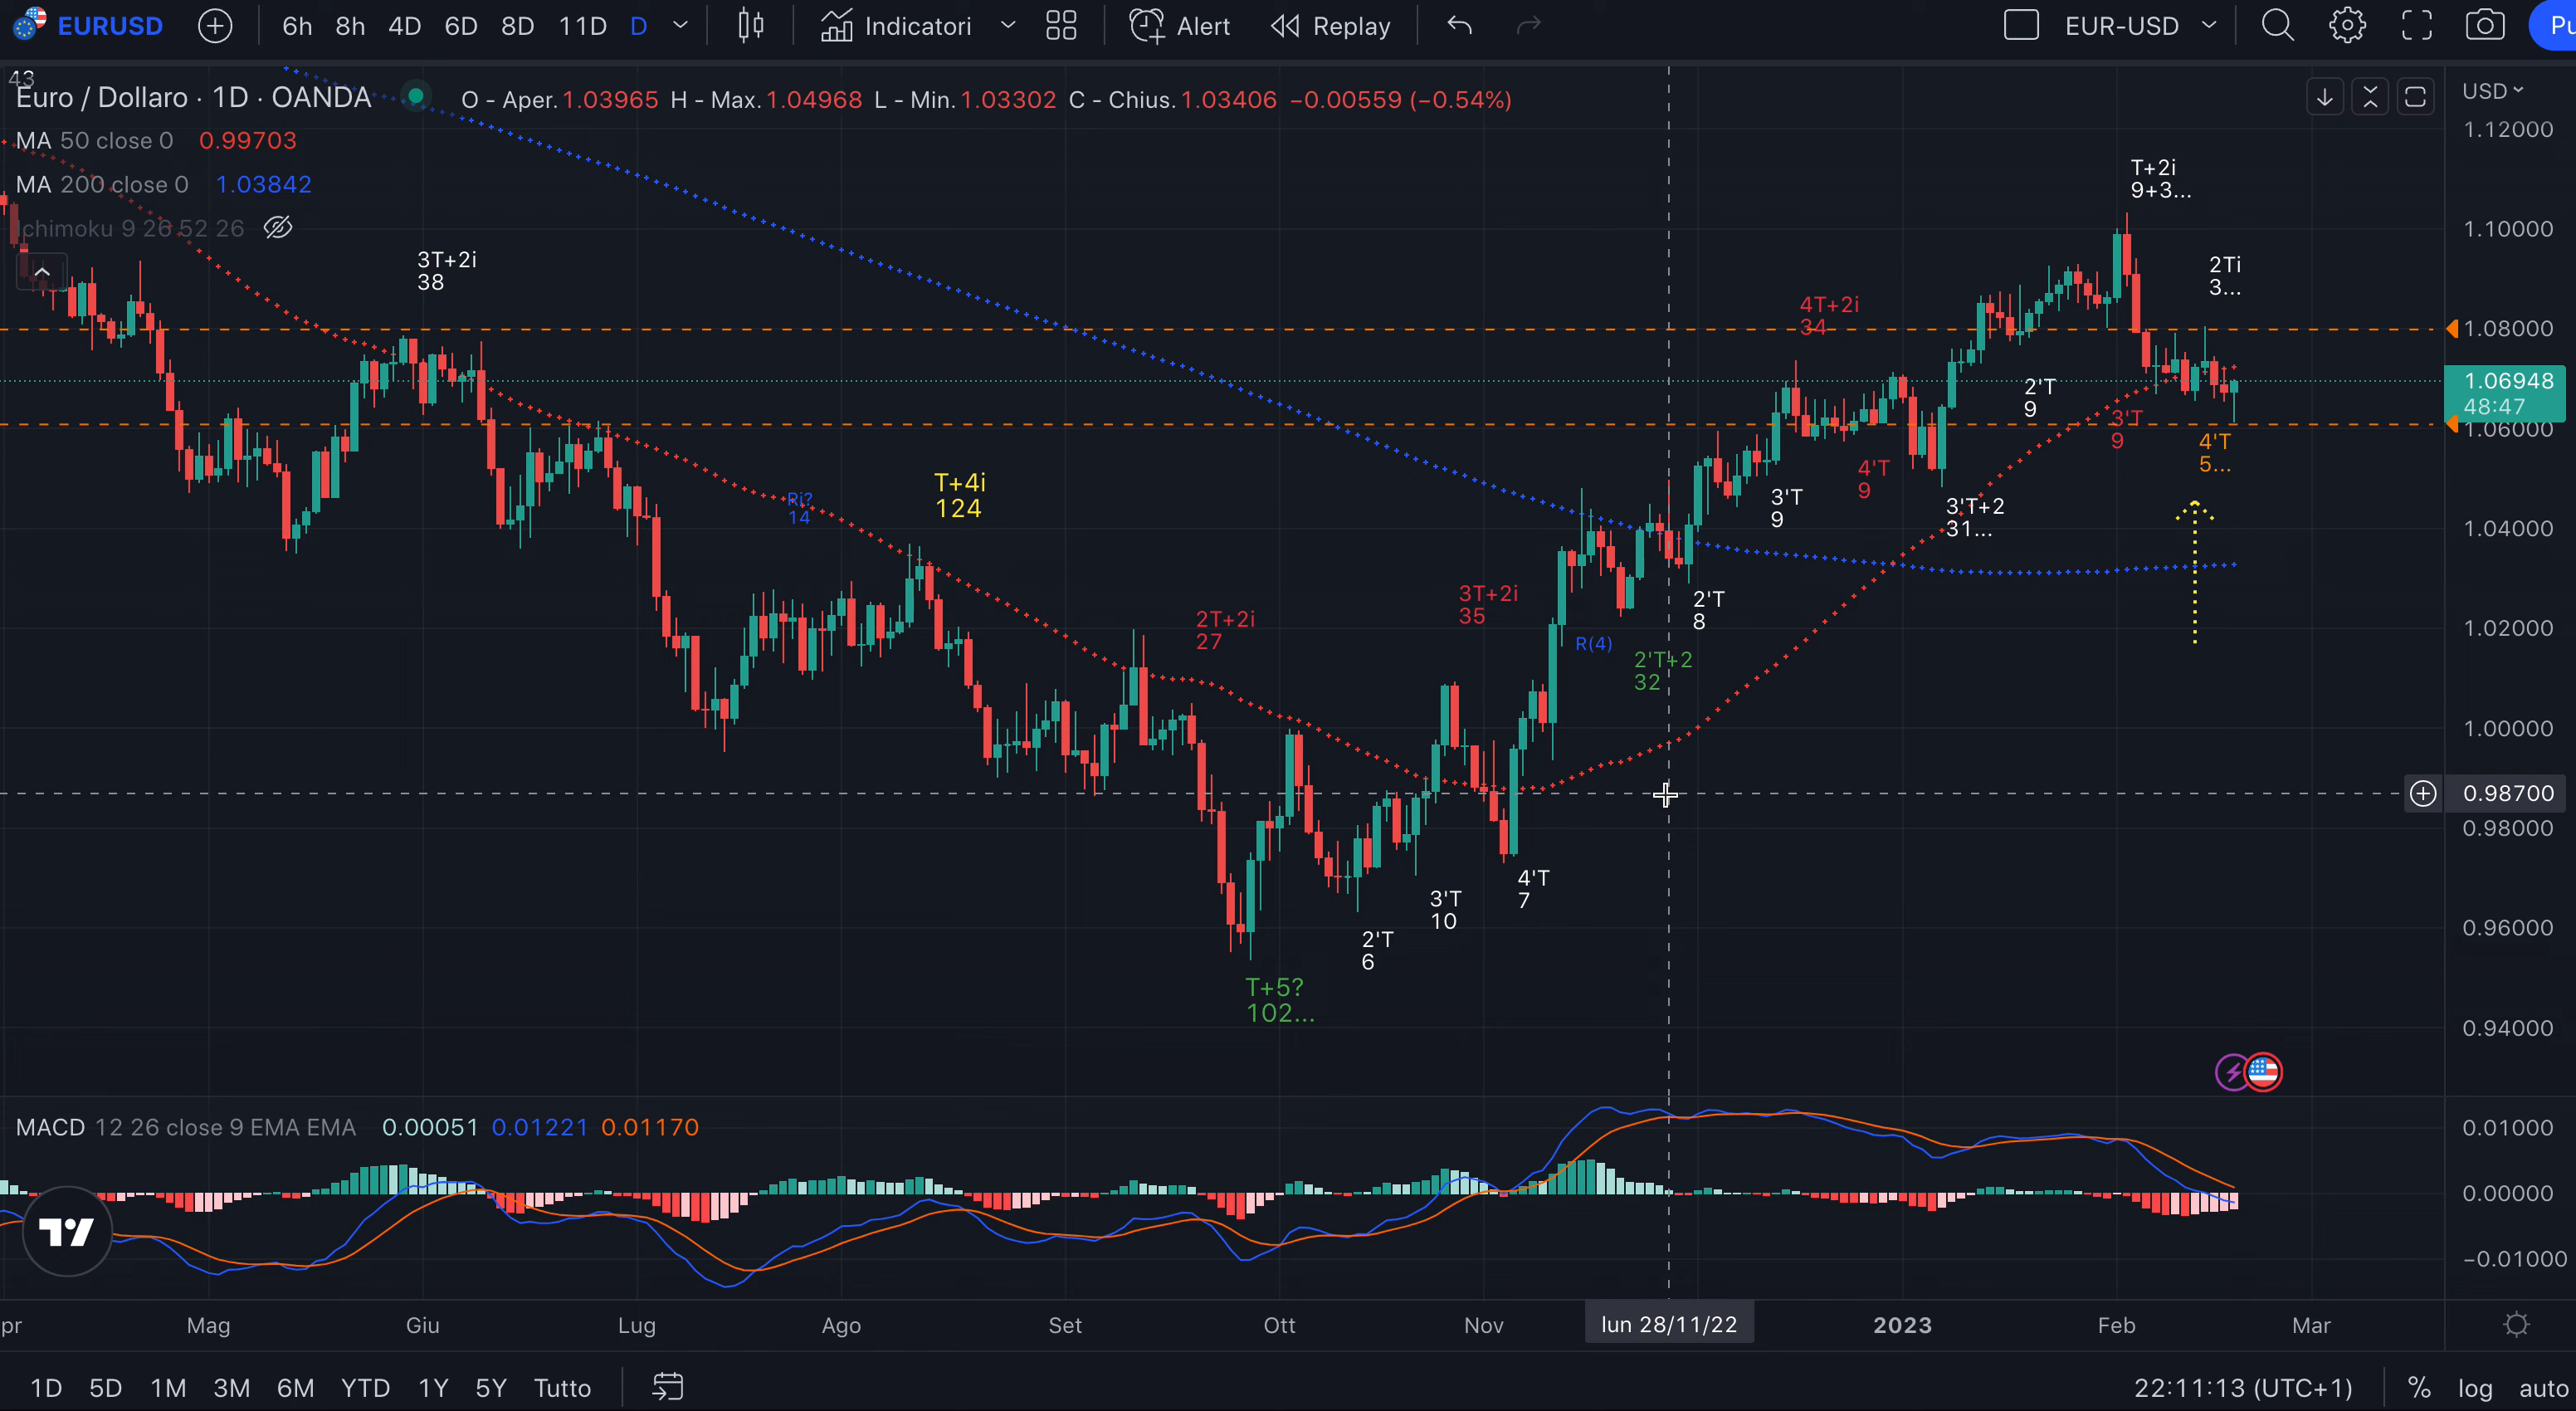 EURUSD 6h 8h 4D 6D 8D 11D D Indicatori Alert Replay EUR-USD Pu
43
Euro / Dollaro · 1D · OANDA O - Aper. 1.03965 H - Max. 1.04968 L - Min. 1.03302 C - Chius. 1.03406 −0.00559 (−0.54%)
USD
MA 50 close 0 0.99703
MA 200 close 0 1.03842
Ichimoku 9 26 52 26
1.12000
1.10000
1.08000
1.06948
48:47
1.06000
1.04000
1.02000
1.00000
0.98700
0.98000
0.96000
0.94000
3T+2i
38
Ri?
14
T+4i
124
2T+2i
27
T+5?
102...
2'T
6
3'T
10
4'T
7
3T+2i
35
R(4)
2'T+2
32
2'T
8
3'T
9
4T+2i
34
4'T
9
3'T+2
31...
2'T
9
3'T
9
T+2i
9+3...
2Ti
3...
4'T
5...
MACD 12 26 close 9 EMA EMA 0.00051 0.01221 0.01170
0.01000
0.00000
−0.01000
pr Mag Giu Lug Ago Set Ott Nov lun 28/11/22 2023 Feb Mar
1D 5D 1M 3M 6M YTD 1Y 5Y Tutto 22:11:13 (UTC+1) % log auto